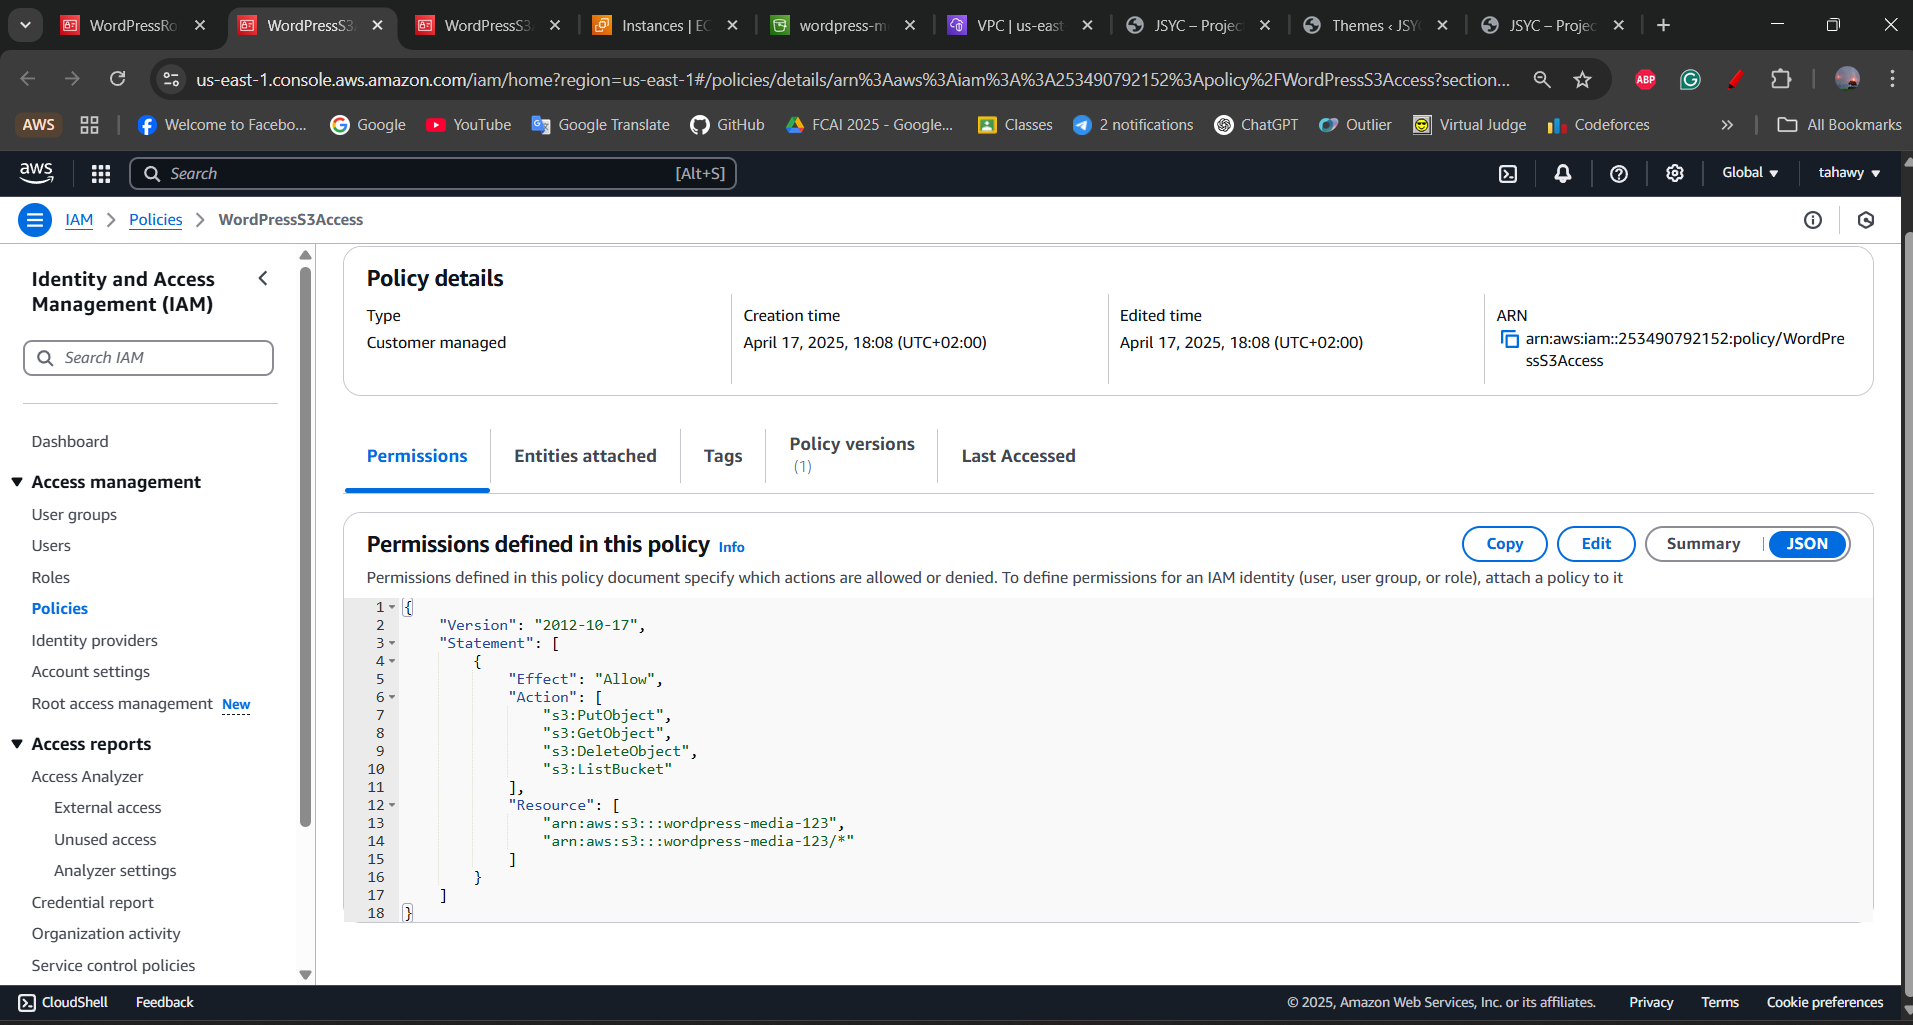 WordPressRo
WordPressS3
WordPressS3
Instances | EC
wordpress-m
VPC | us-east
JSYC – Projec
Themes ‹ JSY
JSYC – Projec
us-east-1.console.aws.amazon.com/iam/home?region=us-east-1#/policies/details/arn%3Aaws%3Aiam%3A%3A253490792152%3Apolicy%2FWordPressS3Access?section...
ABP
AWS
Welcome to Facebo...
Google
YouTube
Google Translate
GitHub
FCAI 2025 - Google...
Classes
2 notifications
ChatGPT
Outlier
Virtual Judge
Codeforces
»
All Bookmarks
aws
Search
[Alt+S]
Global
tahawy
IAM
Policies
WordPressS3Access
Identity and Access
Management (IAM)
Search IAM
Dashboard
Access management
User groups
Users
Roles
Policies
Identity providers
Account settings
Root access management New
Access reports
Access Analyzer
External access
Unused access
Analyzer settings
Credential report
Organization activity
Service control policies
Policy details
Type
Customer managed
Creation time
April 17, 2025, 18:08 (UTC+02:00)
Edited time
April 17, 2025, 18:08 (UTC+02:00)
ARN
arn:aws:iam::253490792152:policy/WordPre
ssS3Access
Permissions
Entities attached
Tags
Policy versions
(1)
Last Accessed
Permissions defined in this policy Info
Copy
Edit
Summary
JSON
Permissions defined in this policy document specify which actions are allowed or denied. To define permissions for an IAM identity (user, user group, or role), attach a policy to it
1 {
2 "Version": "2012-10-17",
3 "Statement": [
4 {
5 "Effect": "Allow",
6 "Action": [
7 "s3:PutObject",
8 "s3:GetObject",
9 "s3:DeleteObject",
10 "s3:ListBucket"
11 ],
12 "Resource": [
13 "arn:aws:s3:::wordpress-media-123",
14 "arn:aws:s3:::wordpress-media-123/*"
15 ]
16 }
17 ]
18 }
CloudShell
Feedback
© 2025, Amazon Web Services, Inc. or its affiliates.
Privacy
Terms
Cookie preferences